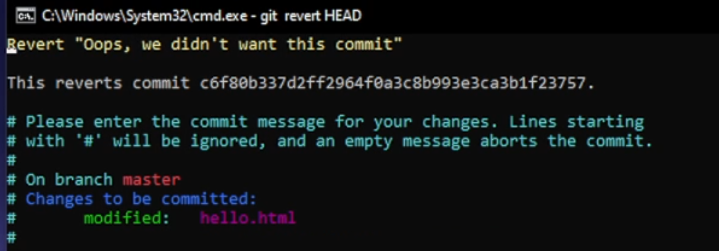 C:\Windows\System32\cmd.exe - git revert HEAD
Revert "Oops, we didn't want this commit"
This reverts commit c6f80b337d2ff2964f0a3c8b993e3ca3b1f23757.
# Please enter the commit message for your changes. Lines starting
# with '#' will be ignored, and an empty message aborts the commit.
#
# On branch master
# Changes to be committed:
#       modified:   hello.html
#